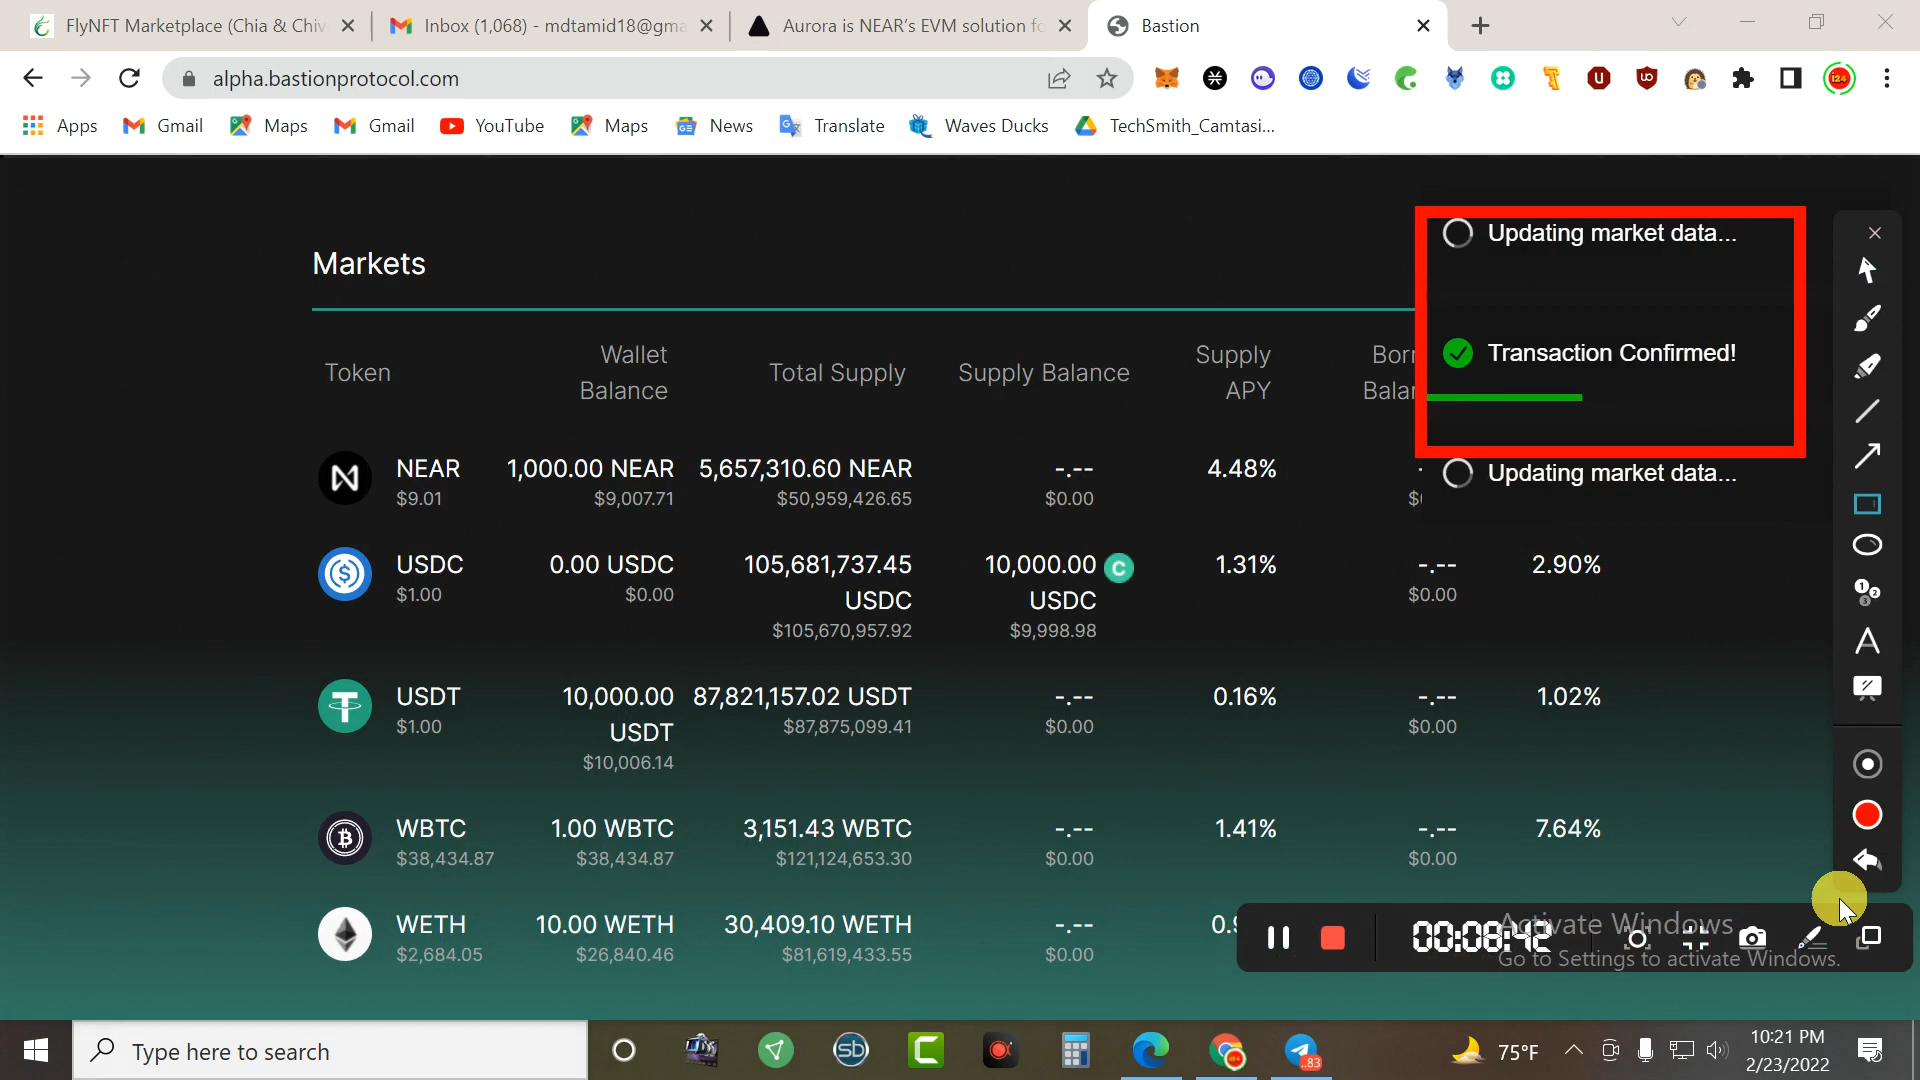 FlyNFT Marketplace (Chia & Chiv
Inbox (1,068) - mdtamid18@gma
Aurora is NEAR's EVM solution fo
Bastion
alpha.bastionprotocol.com
Apps
Gmail
Maps
Gmail
YouTube
Maps
News
Translate
Waves Ducks
TechSmith_Camtasi...
Updating market data...
Markets
Transaction Confirmed!
Token
Wallet Balance
Total Supply
Supply Balance
Supply APY
Borr
Balan
NEAR 1,000.00 NEAR 5,657,310.60 NEAR -.-- 4.48%
$9.01 $9,007.71 $50,959,426.65 $0.00
Updating market data...
USDC 0.00 USDC 105,681,737.45 10,000.00 C 1.31% -.-- 2.90%
$1.00 $0.00 USDC USDC $0.00
$105,670,957.92 $9,998.98
USDT 10,000.00 87,821,157.02 USDT -.-- 0.16% -.-- 1.02%
$1.00 USDT $87,875,099.41 $0.00 $0.00
$10,006.14
WBTC 1.00 WBTC 3,151.43 WBTC -.-- 1.41% -.-- 7.64%
$38,434.87 $38,434.87 $121,124,653.30 $0.00 $0.00
WETH 10.00 WETH 30,409.10 WETH -.-- 0.9
$2,684.05 $26,840.46 $81,619,433.55 $0.00
00:08:42
Activate Windows
Go to Settings to activate Windows.
Type here to search
75°F
10:21 PM
2/23/2022